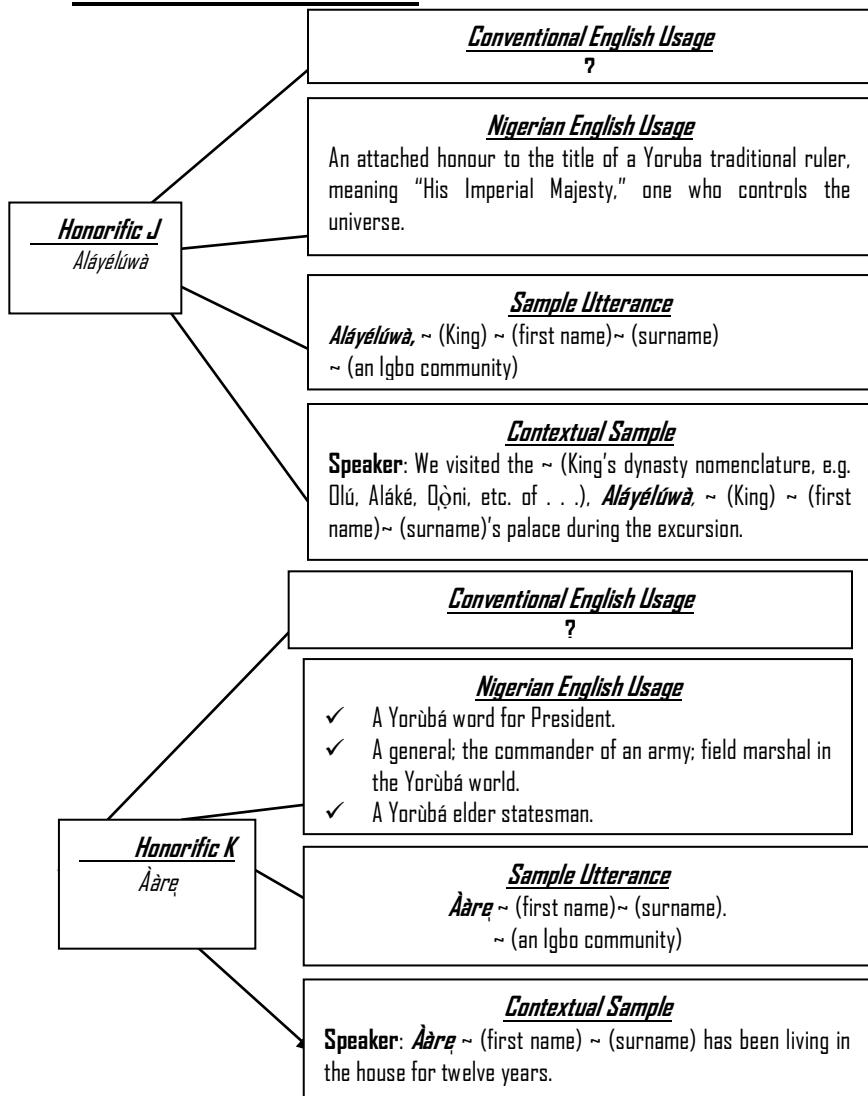 Conventional English Usage
?
Nigerian English Usage
An attached honour to the title of a Yoruba traditional ruler,
meaning “His Imperial Majesty,” one who controls the
universe.
Honorific J
Aláyélúwà
Sample Utterance
Aláyélúwà, ~ (King) ~ (first name)~ (surname)
~ (an Igbo community)
Contextual Sample
Speaker: We visited the ~ (King’s dynasty nomenclature, e.g.
Olú, Aláké, Ọọ̀ni, etc. of . . .), Aláyélúwà, ~ (King) ~ (first
name)~ (surname)’s palace during the excursion.
Conventional English Usage
?
Nigerian English Usage
✓ A Yorùbá word for President.
✓ A general; the commander of an army; field marshal in
the Yorùbá world.
✓ A Yorùbá elder statesman.
Honorific K
Ààrẹ
Sample Utterance
Ààrẹ ~ (first name)~ (surname).
~ (an Igbo community)
Contextual Sample
Speaker: Ààrẹ ~ (first name) ~ (surname) has been living in
the house for twelve years.